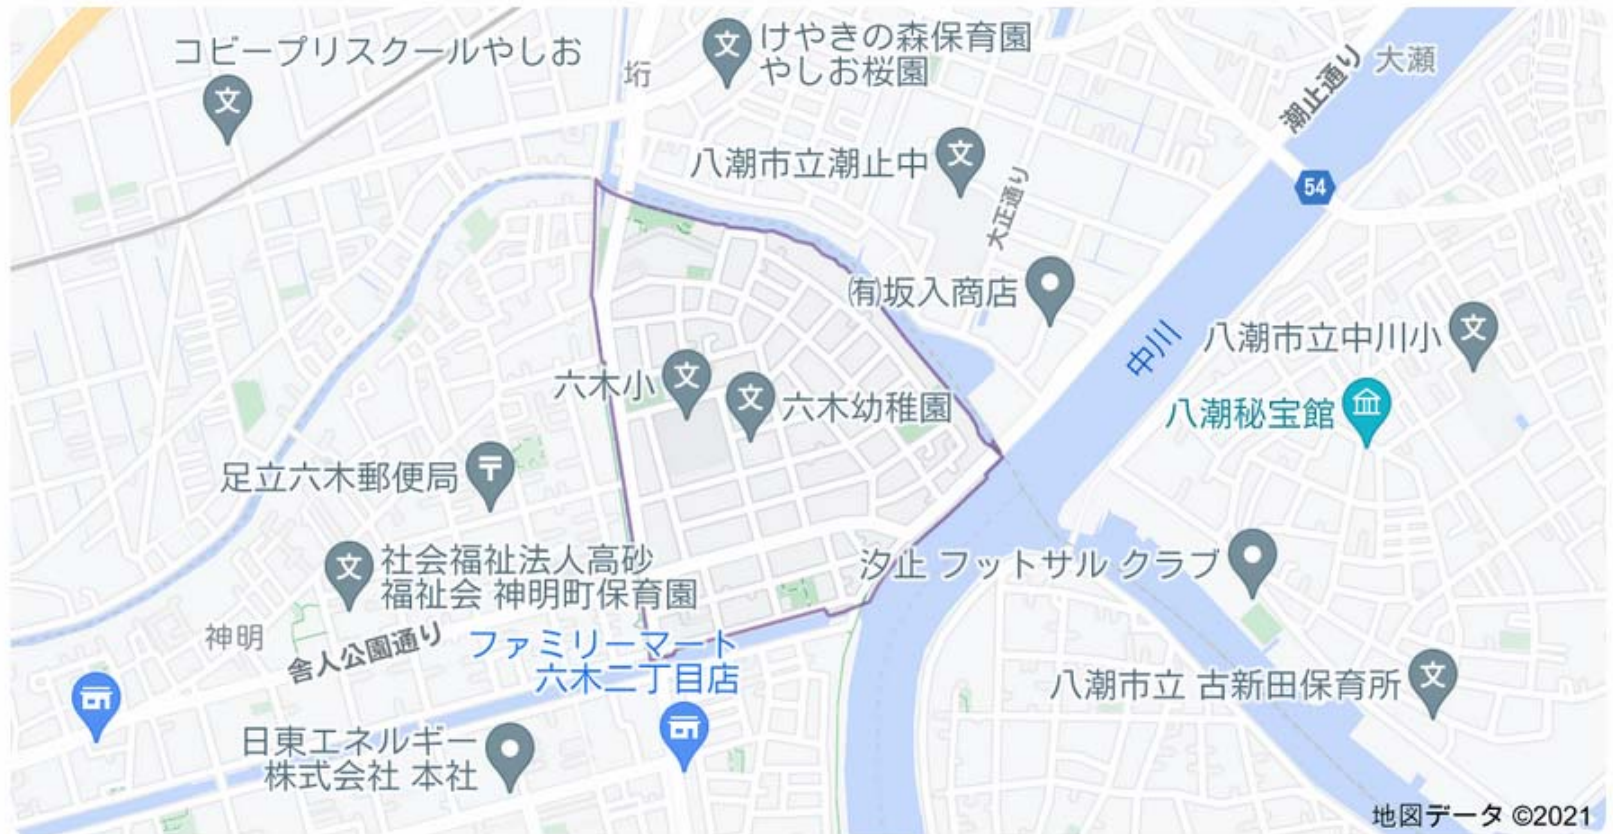 けやきの森保育園
やしお桜園
コビープリスクールやしお
垳
大瀬
潮止通り
八潮市立潮止中
54
大正通り
㈲坂入商店
中川
八潮市立中川小
六木小
六木幼稚園
八潮秘宝館
足立六木郵便局
社会福祉法人高砂
福祉会 神明町保育園
汐止 フットサル クラブ
神明
舎人公園通り
ファミリーマート
六木二丁目店
八潮市立 古新田保育所
日東エネルギー
株式会社 本社
地図データ ©2021